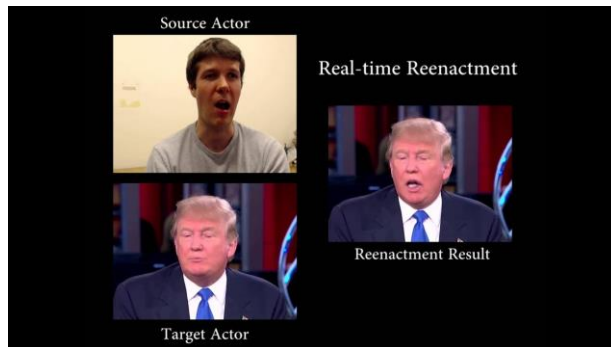 Source Actor
Real-time Reenactment
Reenactment Result
Target Actor